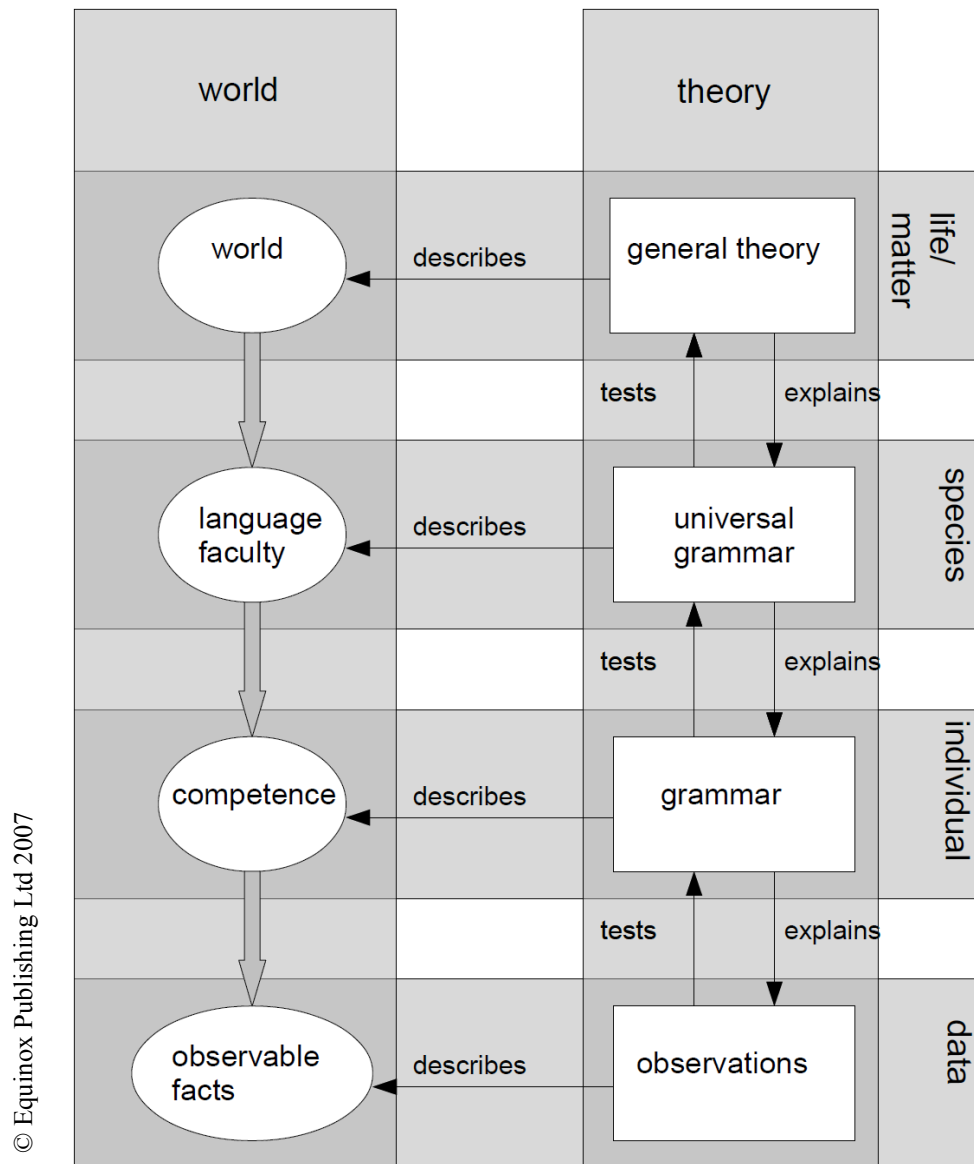 world
theory
world
describes
general theory
life/
matter
tests
explains
language
faculty
describes
universal
grammar
species
tests
explains
competence
describes
grammar
individual
tests
explains
observable
facts
describes
observations
data
© Equinox Publishing Ltd 2007